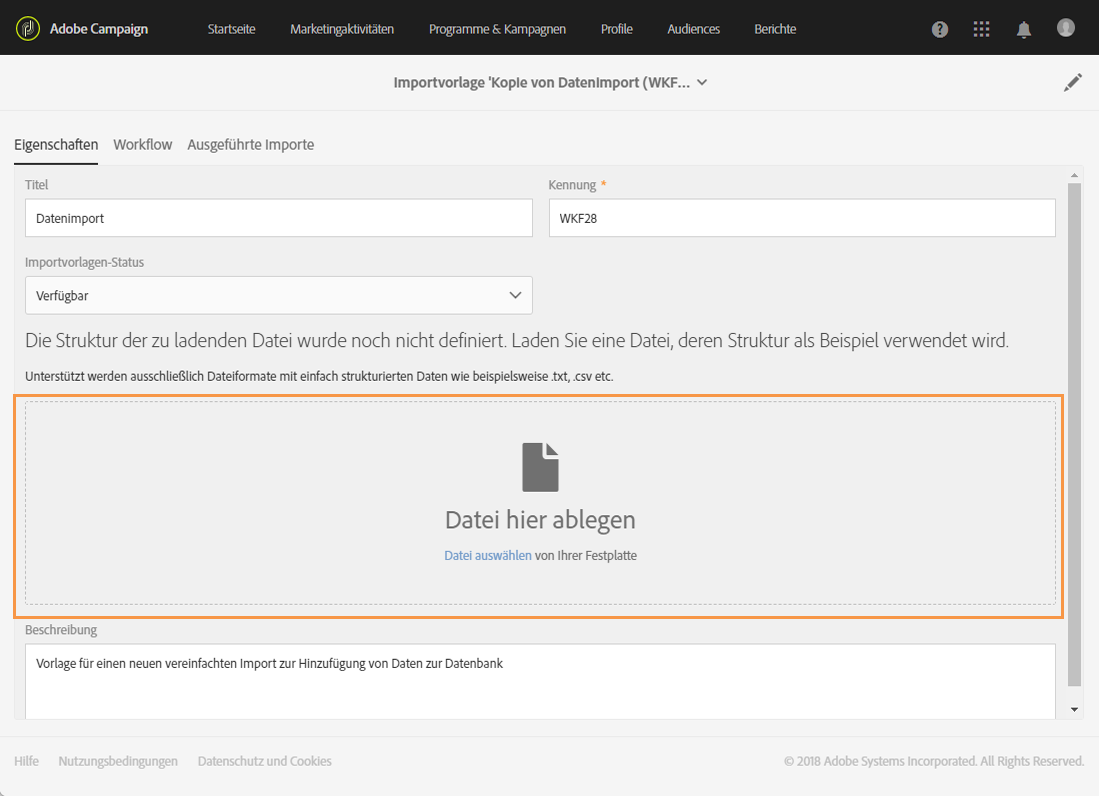 Adobe Campaign Startseite Marketingaktivitäten Programme & Kampagnen Profile Audiences Berichte
Importvorlage 'Kopie von Datenimport (WKF...
Eigenschaften Workflow Ausgeführte Importe
Titel Kennung *
Datenimport WKF28
Importvorlagen-Status
Verfügbar
Die Struktur der zu ladenden Datei wurde noch nicht definiert. Laden Sie eine Datei, deren Struktur als Beispiel verwendet wird.
Unterstützt werden ausschließlich Dateiformate mit einfach strukturierten Daten wie beispielsweise .txt, .csv etc.
Datei hier ablegen
Datei auswählen von Ihrer Festplatte
Beschreibung
Vorlage für einen neuen vereinfachten Import zur Hinzufügung von Daten zur Datenbank
Hilfe Nutzungsbedingungen Datenschutz und Cookies © 2018 Adobe Systems Incorporated. All Rights Reserved.